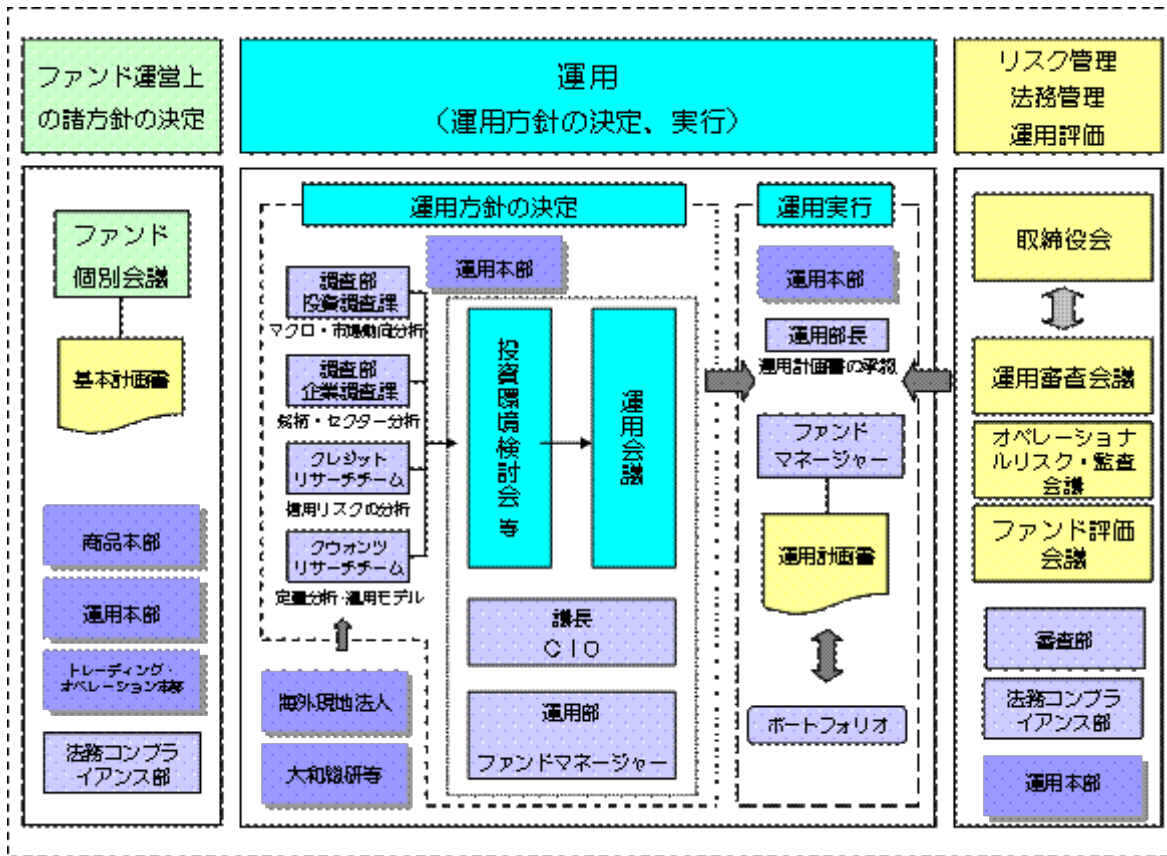 ファンド運営上
の諸方針の決定
運用
（運用方針の決定、実行）
リスク管理
法務管理
運用評価
ファンド
個別会議
基本計画書
商品本部
運用本部
トレーディング・
オペレーション本部
法務コンプラ
イアンス部
運用方針の決定
運用本部
調査部
投資調査課
マクロ・市場動向分析
調査部
企業調査課
銘柄・セクター分析
クレジット
リサーチチーム
信用リスクの分析
クウォンツ
リサーチチーム
定量分析・運用モデル
海外現地法人
大和総研等
投資環境検討会 等
運用会議
議長
ＣＩＯ
運用部
ファンドマネージャー
運用実行
運用本部
運用部長
運用計画書の承認
ファンド
マネージャー
運用計画書
ポートフォリオ
取締役会
運用審査会議
オペレーショナ
ルリスク・監査
会議
ファンド評価
会議
審査部
法務コンプラ
イアンス部
運用本部